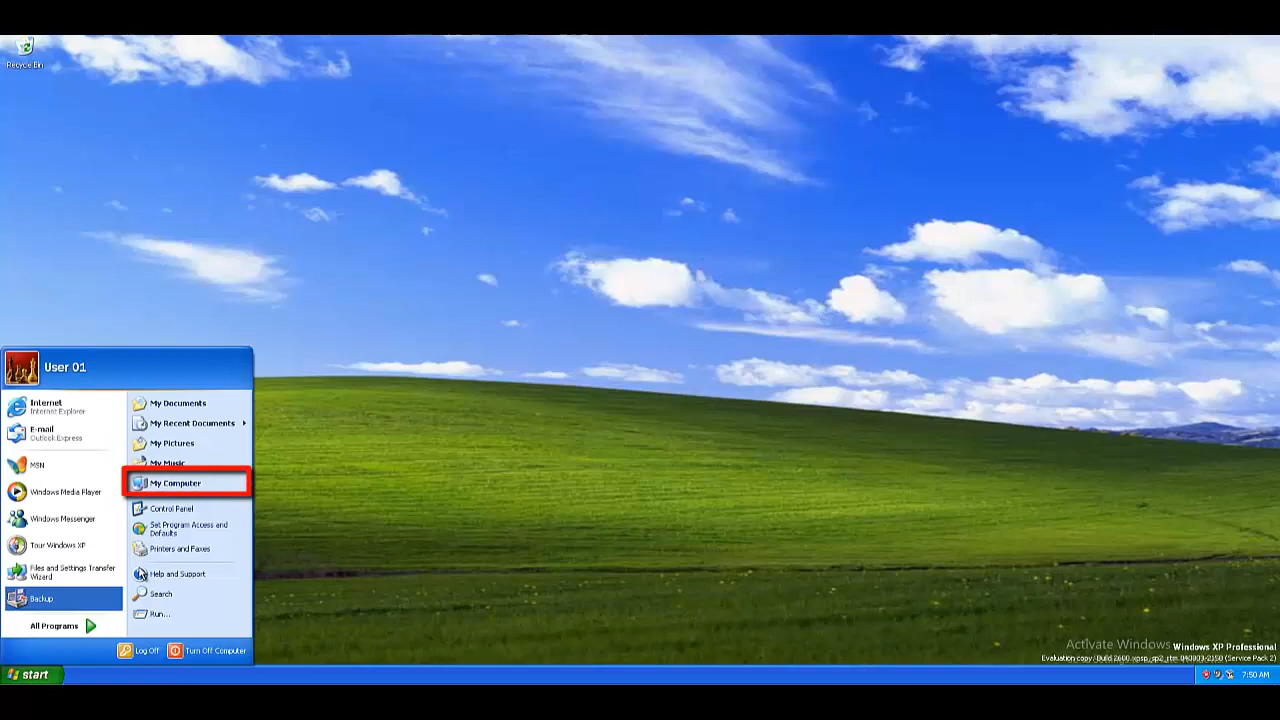 Recycle Bin
User 01
Internet
Internet Explorer
E-mail
Outlook Express
MSN
Windows Media Player
Windows Messenger
Tour Windows XP
Files and Settings Transfer
Wizard
Backup
All Programs
My Documents
My Recent Documents
My Pictures
My Music
My Computer
Control Panel
Set Program Access and
Defaults
Printers and Faxes
Help and Support
Search
Run...
Log Off
Turn Off Computer
Activate Windows
Windows XP Professional
Evaluation copy. Build 2600.xpsp_sp2_rtm.040803-2158 (Service Pack 2)
start
7:50 AM